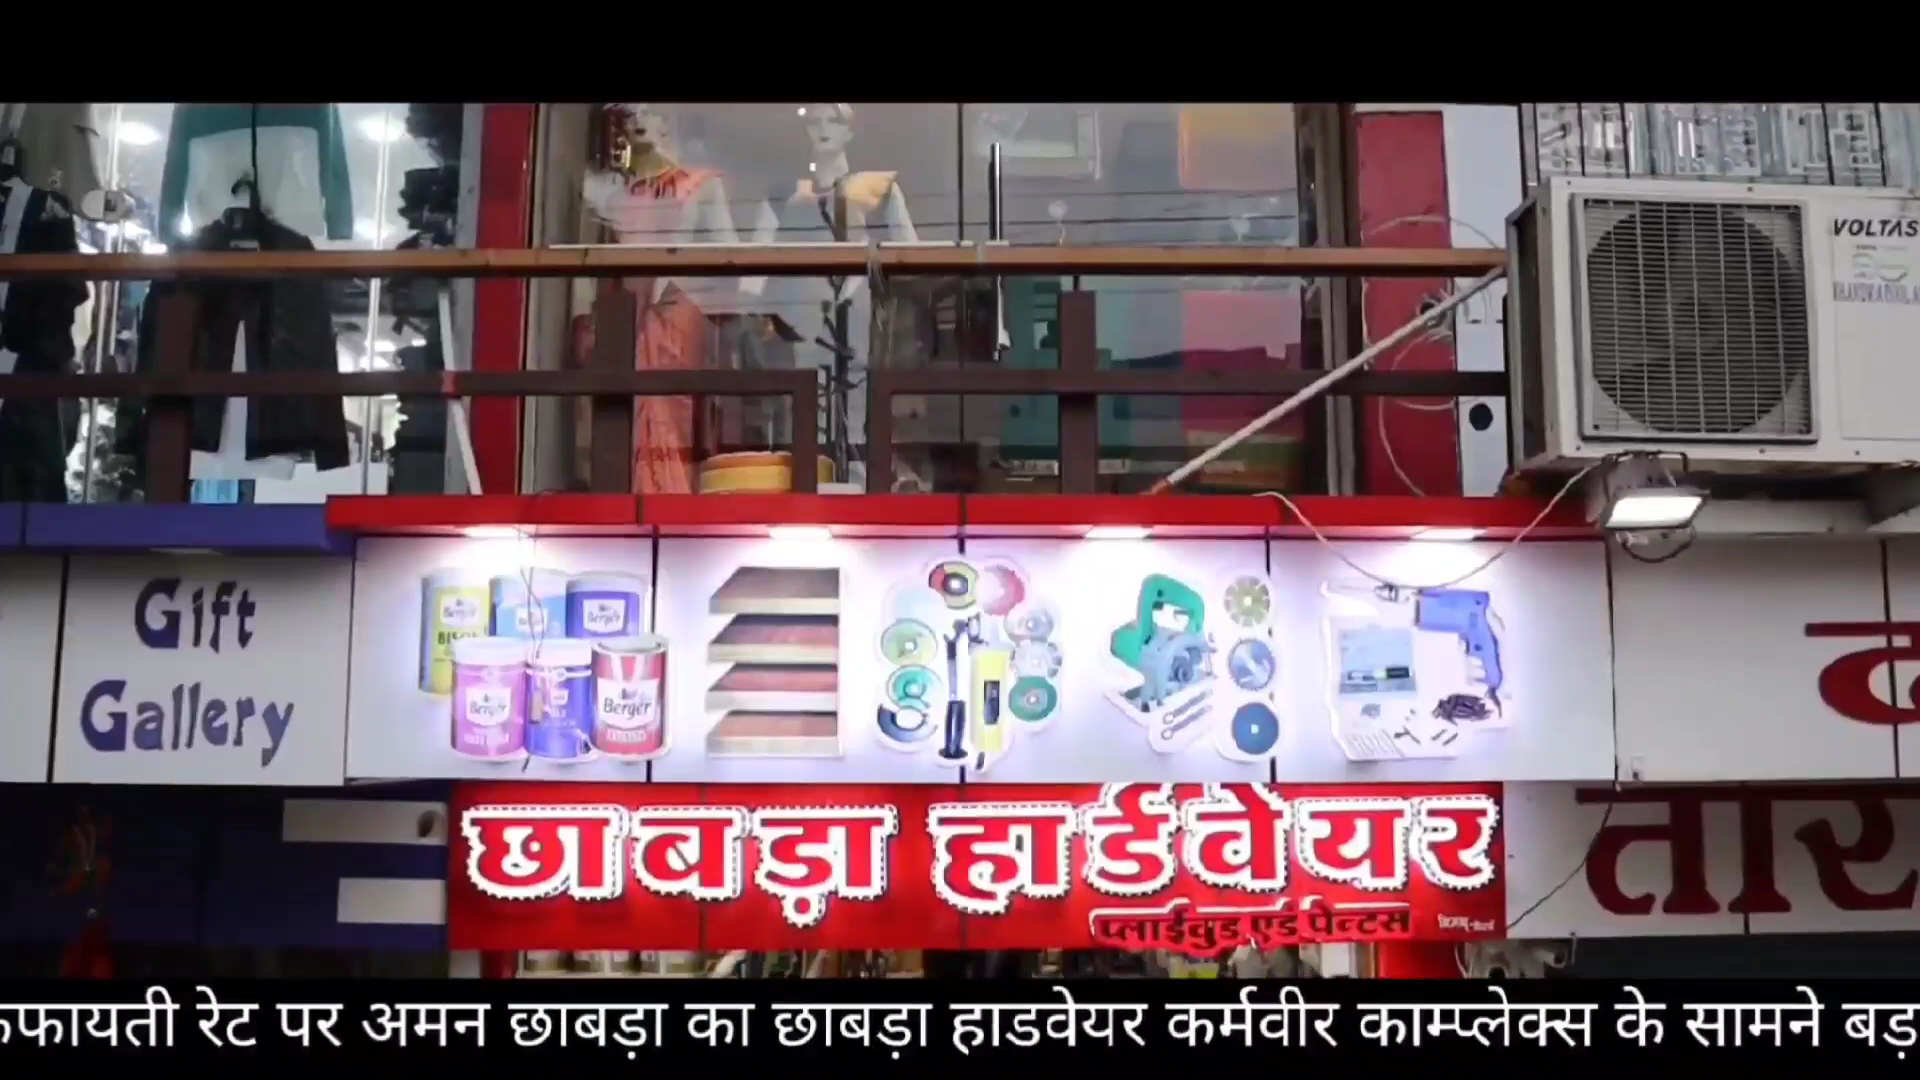 VOLTAS
Gift
Gallery
Berger
Berger
Berger
Berger
छाबड़ा हार्डवेयर
प्लाईवुड एंड पेन्टस
तार
फायती रेट पर अमन छाबड़ा का छाबड़ा हाडवेयर कर्मवीर काम्प्लेक्स के सामने बड़